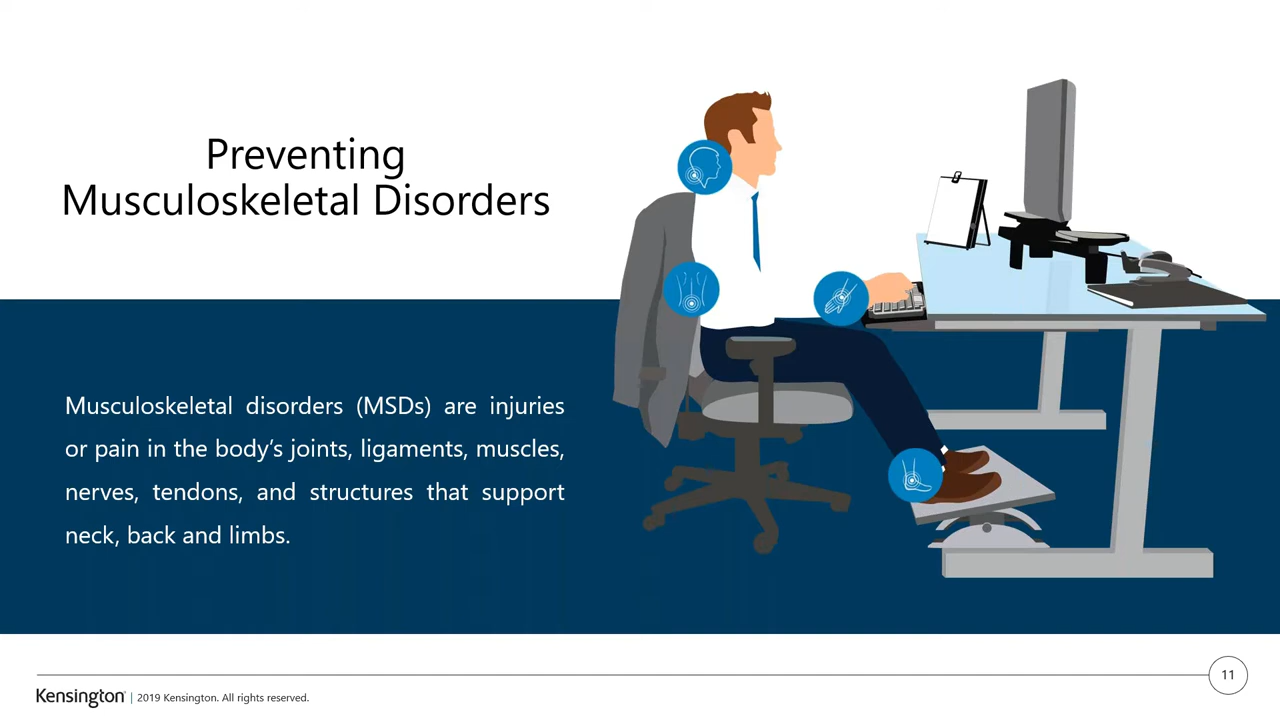 Preventing
Musculoskeletal Disorders
Musculoskeletal disorders (MSDs) are injuries
or pain in the body’s joints, ligaments, muscles,
nerves, tendons, and structures that support
neck, back and limbs.
Kensington | 2019 Kensington. All rights reserved.
11